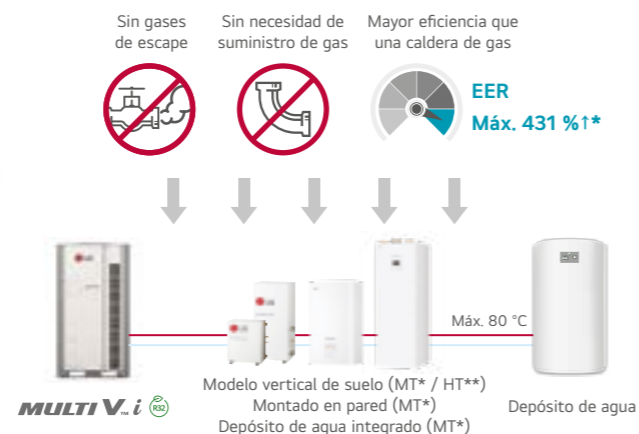 Sin gases
de escape
Sin necesidad de
suministro de gas
Mayor eficiencia que
una caldera de gas
EER
Máx. 431 %↑*
LG
Máx. 80 °C
MULTI V™ i R32
Modelo vertical de suelo (MT* / HT**)
Montado en pared (MT*)
Depósito de agua integrado (MT*)
Depósito de agua